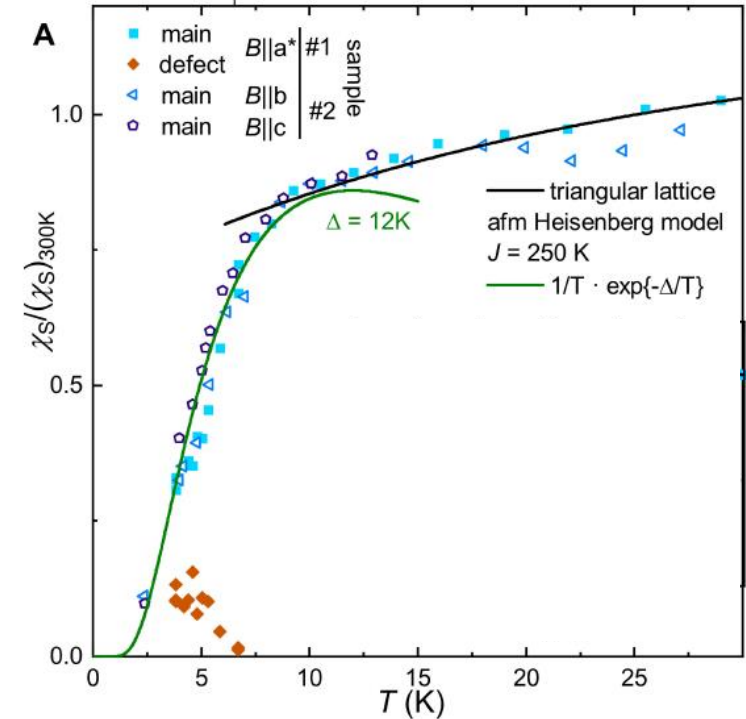 A
main B||a* #1
defect
main B||b #2
main B||c
sample
triangular lattice
afm Heisenberg model
J = 250 K
1/T · exp{-Δ/T}
Δ = 12K
χS/(χS)300K
1.0
0.5
0.0
0 5 10 15 20 25
T (K)